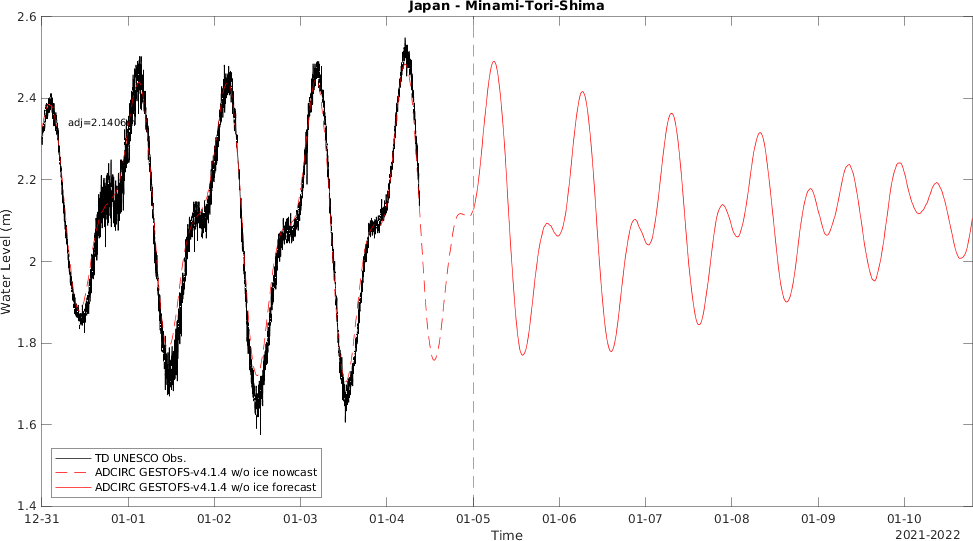 Japan - Minami-Tori-Shima
2.6
2.4
2.2
2
1.8
1.6
1.4
Water Level (m)
adj=2.1406
TD UNESCO Obs.
ADCIRC GESTOFS-v4.1.4 w/o ice nowcast
ADCIRC GESTOFS-v4.1.4 w/o ice forecast
12-31 01-01 01-02 01-03 01-04 01-05 01-06 01-07 01-08 01-09 01-10
Time
2021-2022